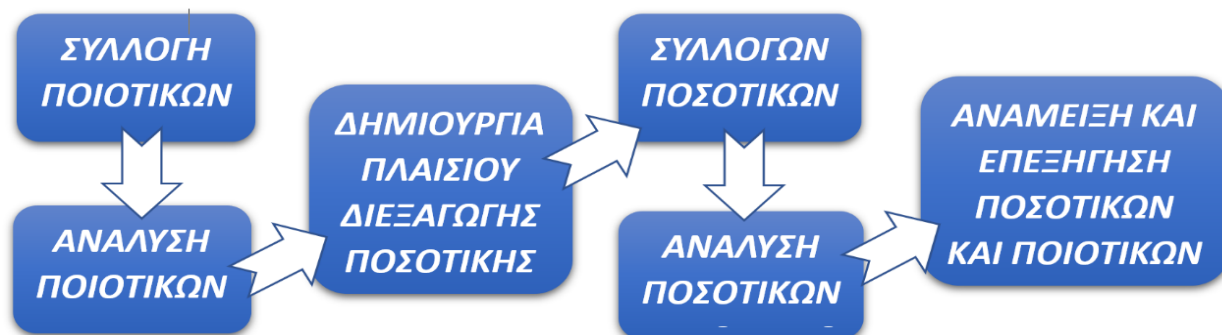 ΣΥΛΛΟΓΗ
ΠΟΙΟΤΙΚΩΝ
ΑΝΑΛΥΣΗ
ΠΟΙΟΤΙΚΩΝ
ΔΗΜΙΟΥΡΓΙΑ
ΠΛΑΙΣΙΟΥ
ΔΙΕΞΑΓΩΓΗΣ
ΠΟΣΟΤΙΚΗΣ
ΣΥΛΛΟΓΩΝ
ΠΟΣΟΤΙΚΩΝ
ΑΝΑΛΥΣΗ
ΠΟΣΟΤΙΚΩΝ
ΑΝΑΜΕΙΞΗ ΚΑΙ
ΕΠΕΞΗΓΗΣΗ
ΠΟΣΟΤΙΚΩΝ
ΚΑΙ ΠΟΙΟΤΙΚΩΝ